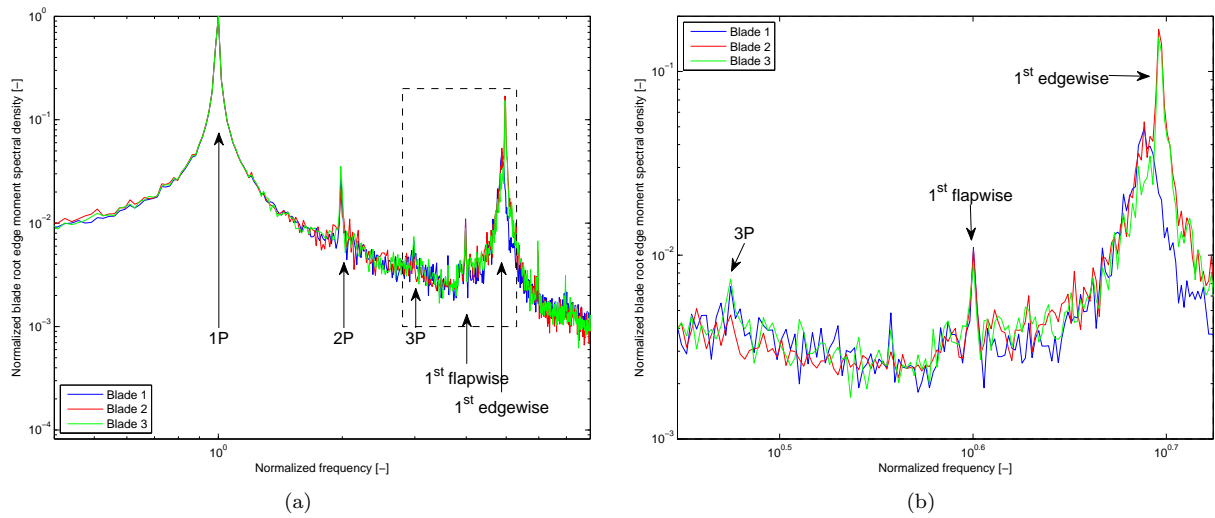 Normalized blade root edge moment spectral density [−]
10^0
10^−1
10^−2
10^−3
10^−4
1P
2P
3P
1st flapwise
1st edgewise
Blade 1
Blade 2
Blade 3
10^0
Normalized frequency [−]
(a)
Normalized blade root edge moment spectral density [−]
10^−1
10^−2
10^−3
Blade 1
Blade 2
Blade 3
1st edgewise
1st flapwise
3P
10^0.5
10^0.6
10^0.7
Normalized frequency [−]
(b)